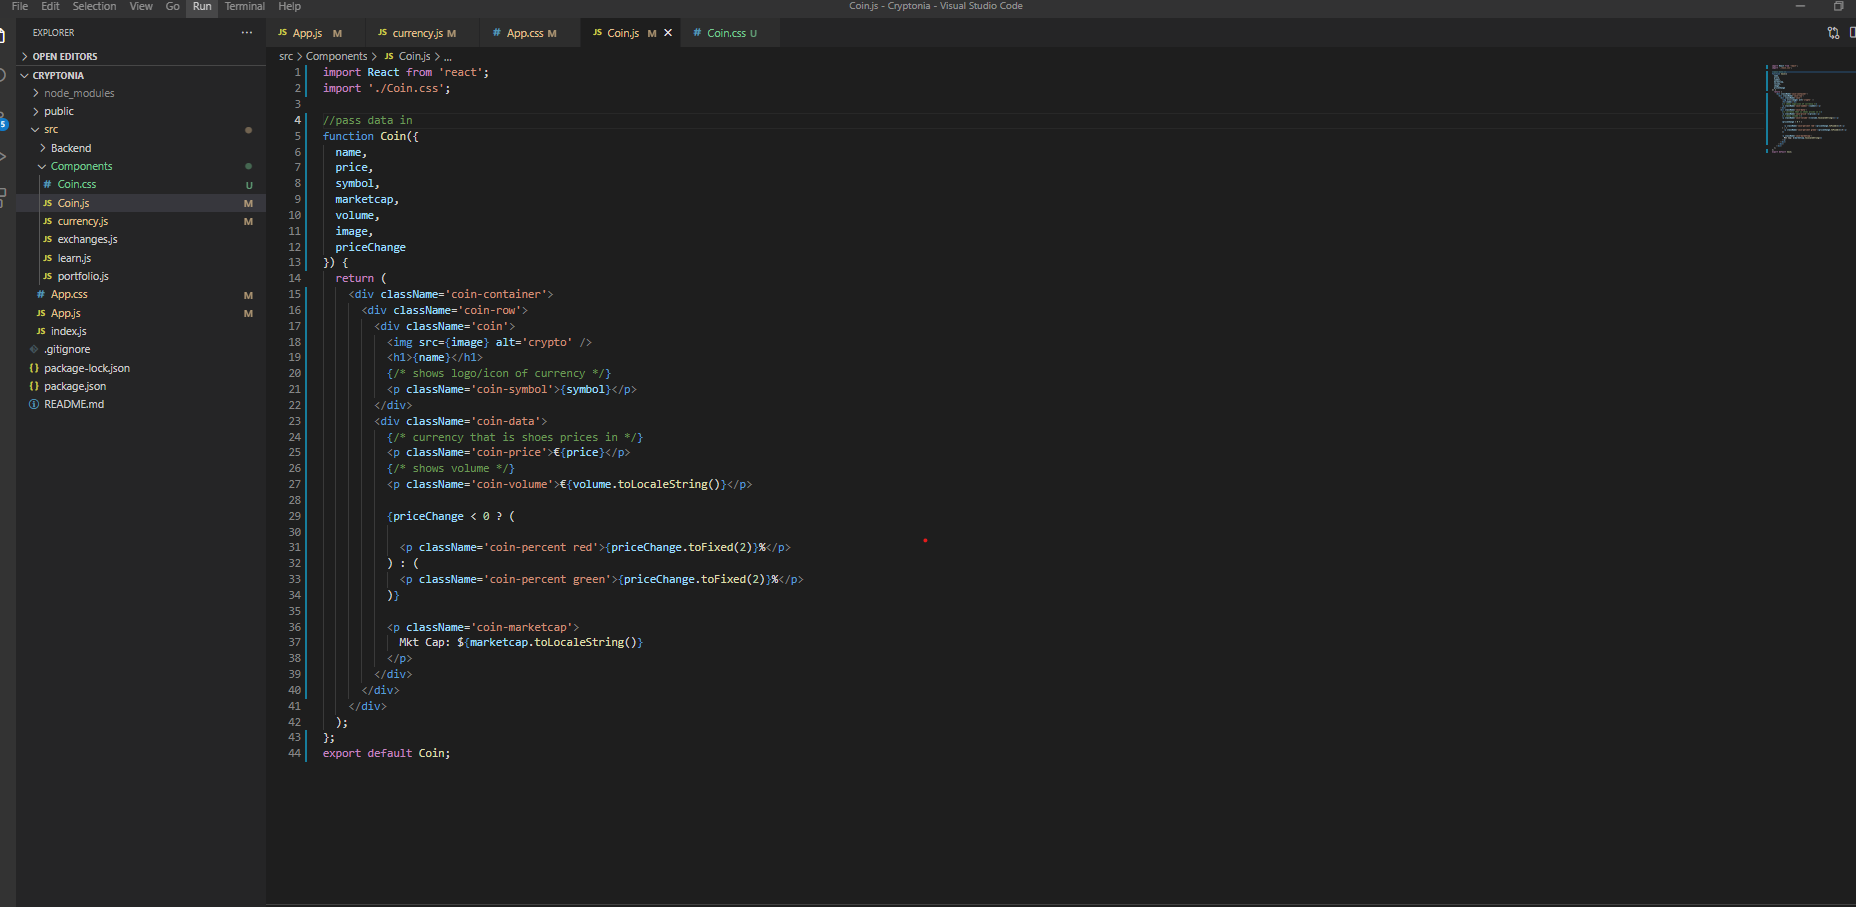 File Edit Selection View Go Run Terminal Help
Coin.js - Cryptonia - Visual Studio Code
EXPLORER ...
OPEN EDITORS
CRYPTONIA
node_modules
public
src
Backend
Components
# Coin.css U
JS Coin.js M
JS currency.js M
JS exchanges.js
JS learn.js
JS portfolio.js
# App.css M
JS App.js M
JS index.js
.gitignore
{} package-lock.json
{} package.json
README.md
5
JS App.js M JS currency.js M # App.css M JS Coin.js M # Coin.css U
src > Components > JS Coin.js > ...
1 import React from 'react';
2 import './Coin.css';
3
4 //pass data in
5 function Coin({
6 name,
7 price,
8 symbol,
9 marketcap,
10 volume,
11 image,
12 priceChange
13 }) {
14 return (
15 <div className='coin-container'>
16 <div className='coin-row'>
17 <div className='coin'>
18 <img src={image} alt='crypto' />
19 <h1>{name}</h1>
20 {/* shows logo/icon of currency */}
21 <p className='coin-symbol'>{symbol}</p>
22 </div>
23 <div className='coin-data'>
24 {/* currency that is shoes prices in */}
25 <p className='coin-price'>€{price}</p>
26 {/* shows volume */}
27 <p className='coin-volume'>€{volume.toLocaleString()}</p>
28
29 {priceChange < 0 ? (
30
31 <p className='coin-percent red'>{priceChange.toFixed(2)}%</p>
32 ) : (
33 <p className='coin-percent green'>{priceChange.toFixed(2)}%</p>
34 )}
35
36 <p className='coin-marketcap'>
37 Mkt Cap: ${marketcap.toLocaleString()}
38 </p>
39 </div>
40 </div>
41 </div>
42 );
43 };
44 export default Coin;